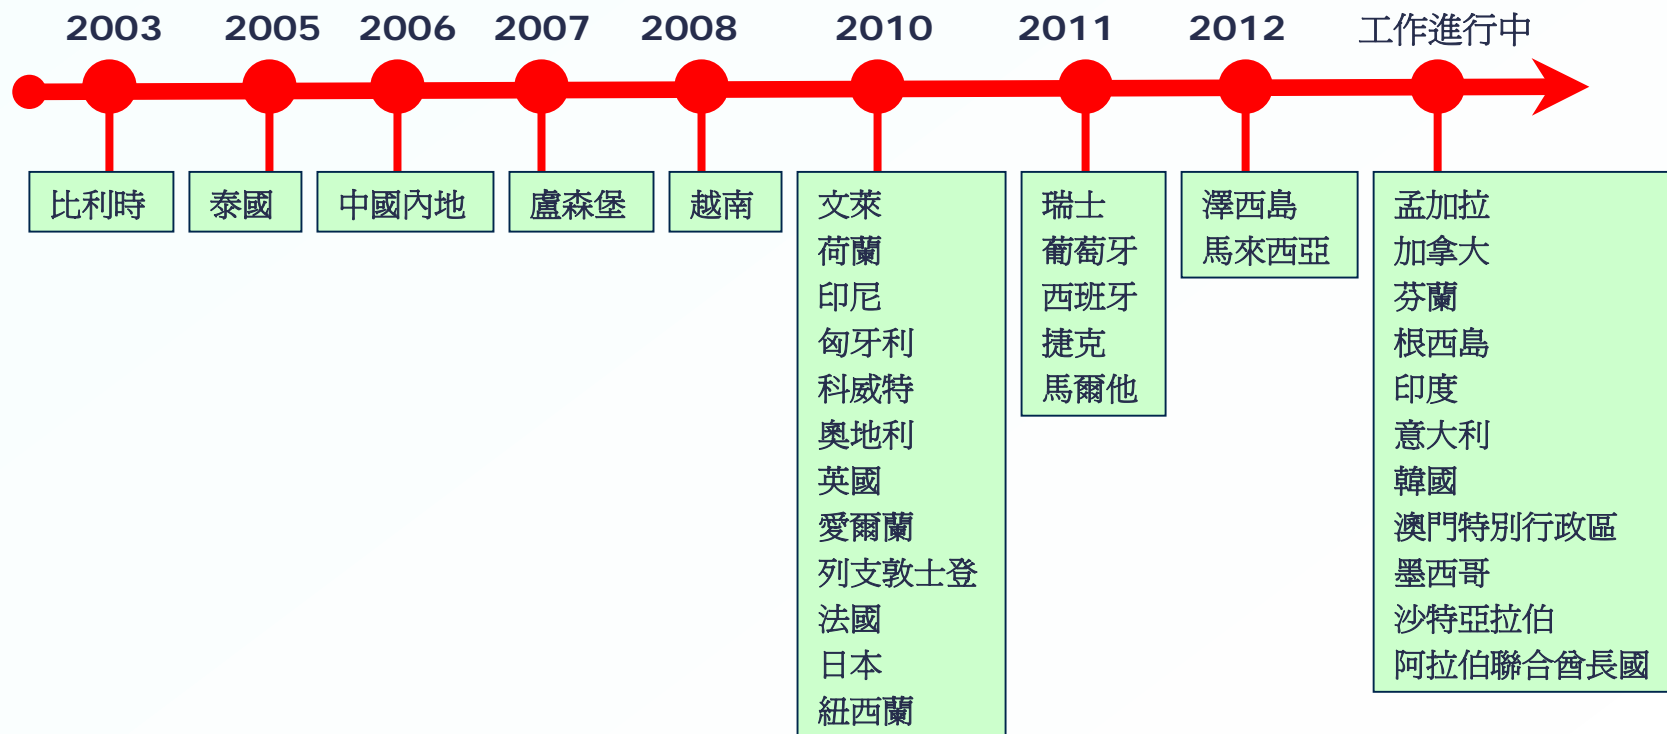 2003
2005
2006
2007
2008
2010
2011
2012
工作進行中
比利時
泰國
中國內地
盧森堡
越南
文萊
荷蘭
印尼
匈牙利
科威特
奧地利
英國
愛爾蘭
列支敦士登
法國
日本
紐西蘭
瑞士
葡萄牙
西班牙
捷克
馬爾他
澤西島
馬來西亞
孟加拉
加拿大
芬蘭
根西島
印度
意大利
韓國
澳門特別行政區
墨西哥
沙特亞拉伯
阿拉伯聯合酋長國